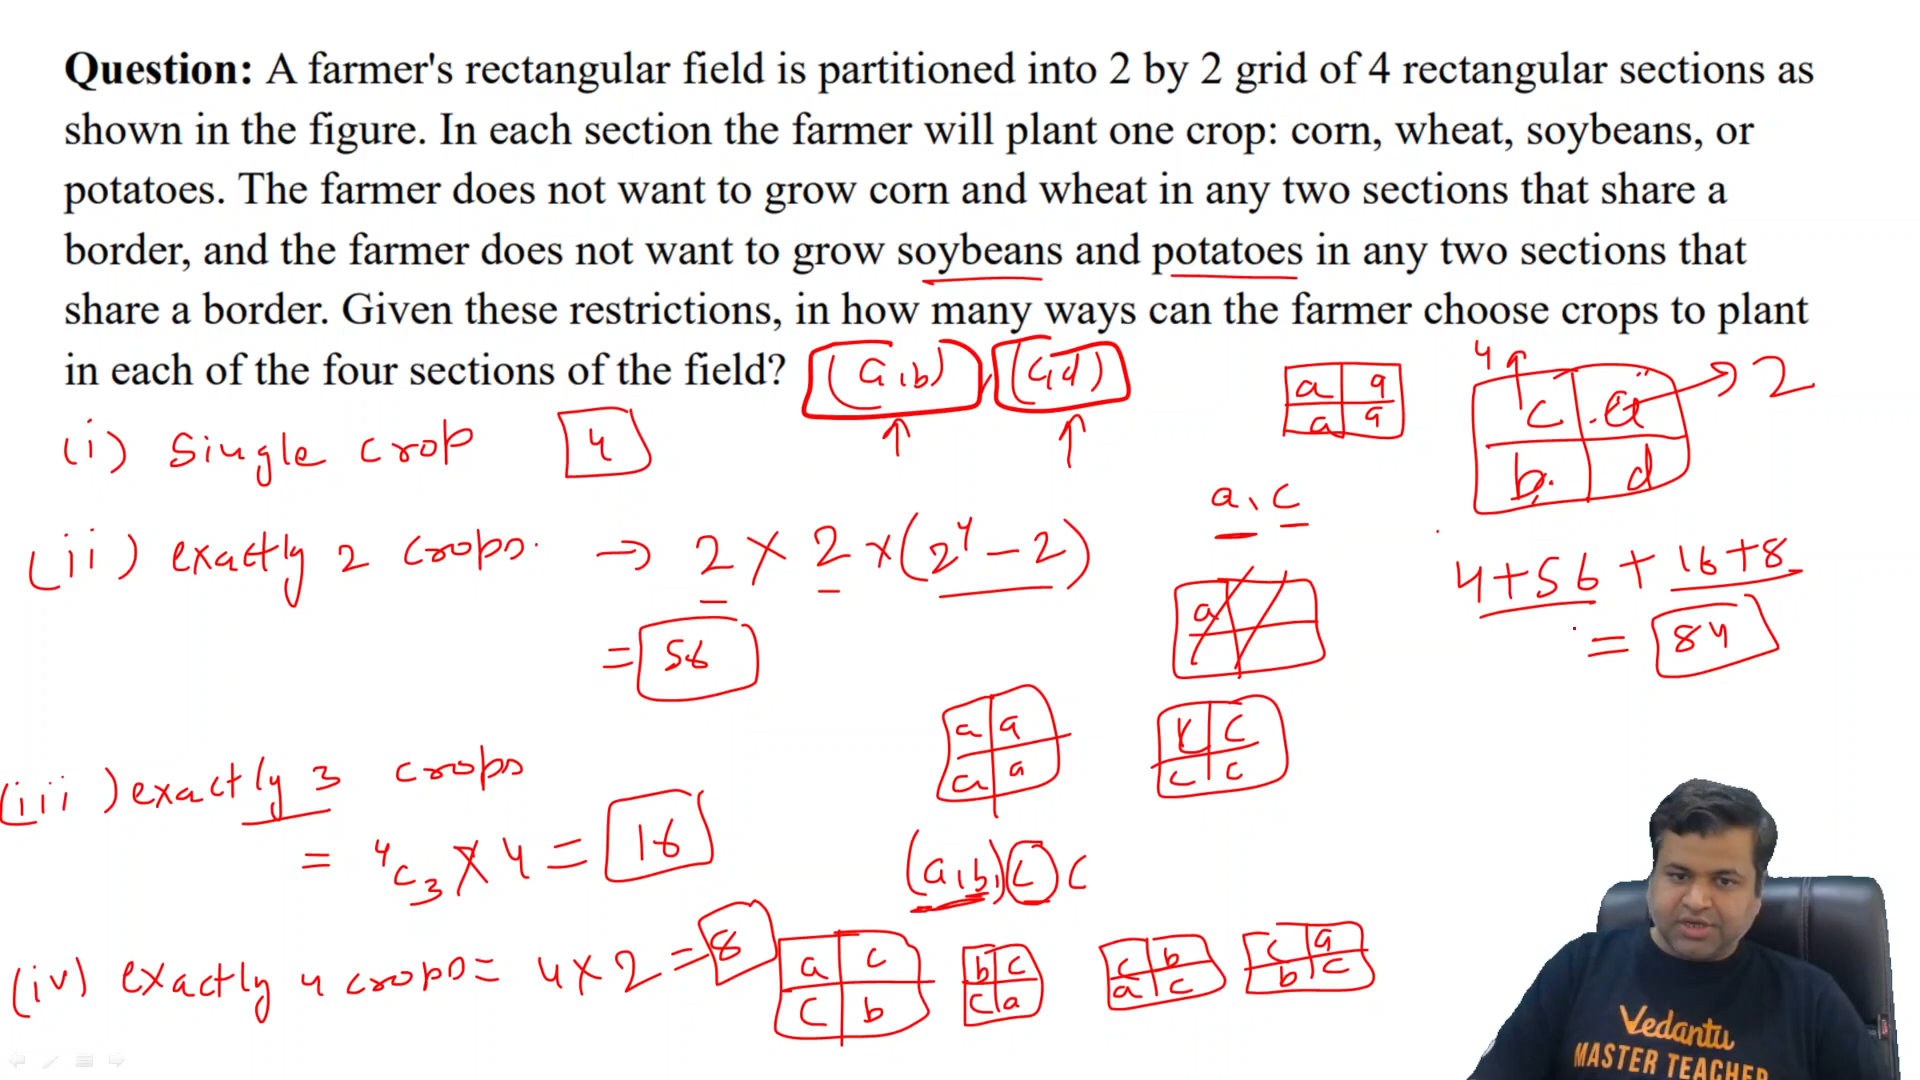 Question: A farmer's rectangular field is partitioned into 2 by 2 grid of 4 rectangular sections as
shown in the figure. In each section the farmer will plant one crop: corn, wheat, soybeans, or
potatoes. The farmer does not want to grow corn and wheat in any two sections that share a
border, and the farmer does not want to grow soybeans and potatoes in any two sections that
share a border. Given these restrictions, in how many ways can the farmer choose crops to plant
in each of the four sections of the field?
(a,b), (c,d)
a a
a a
4
c a → 2
b d
(i) Single crop 4
a, c
(ii) exactly 2 crops. → 2 × 2 × (2⁴ − 2)
= 56
a
4+56 + 16+8
= 84
a a
a a
c c
c c
(iii) exactly 3 crops
= ⁴C₃ × 4 = 16
(a,b,) c c
(iv) exactly 4 crops = 4×2 = 8
a c
c b
b c
c a
c b
a c
c a
b c
Vedantu
MASTER TEACHER